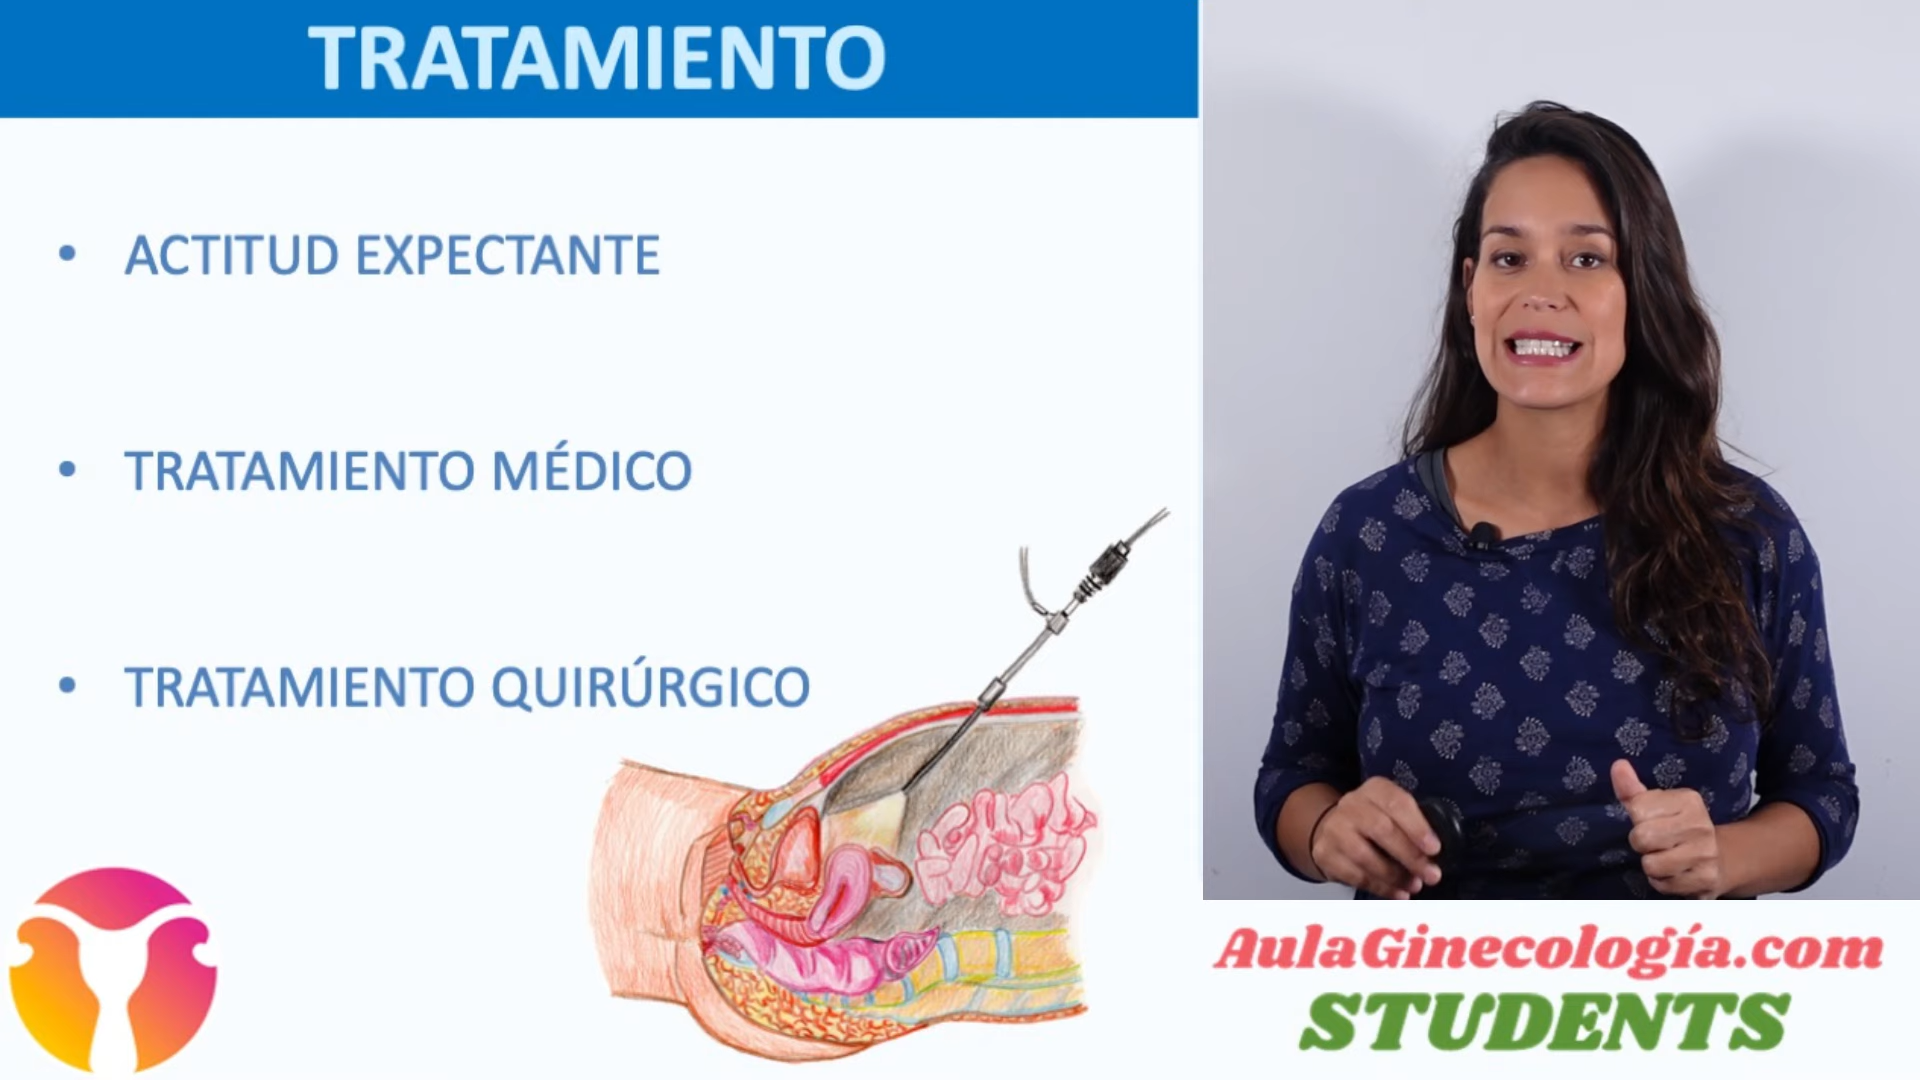 TRATAMIENTO
• ACTITUD EXPECTANTE
• TRATAMIENTO MÉDICO
• TRATAMIENTO QUIRÚRGICO
AulaGinecología.com
STUDENTS